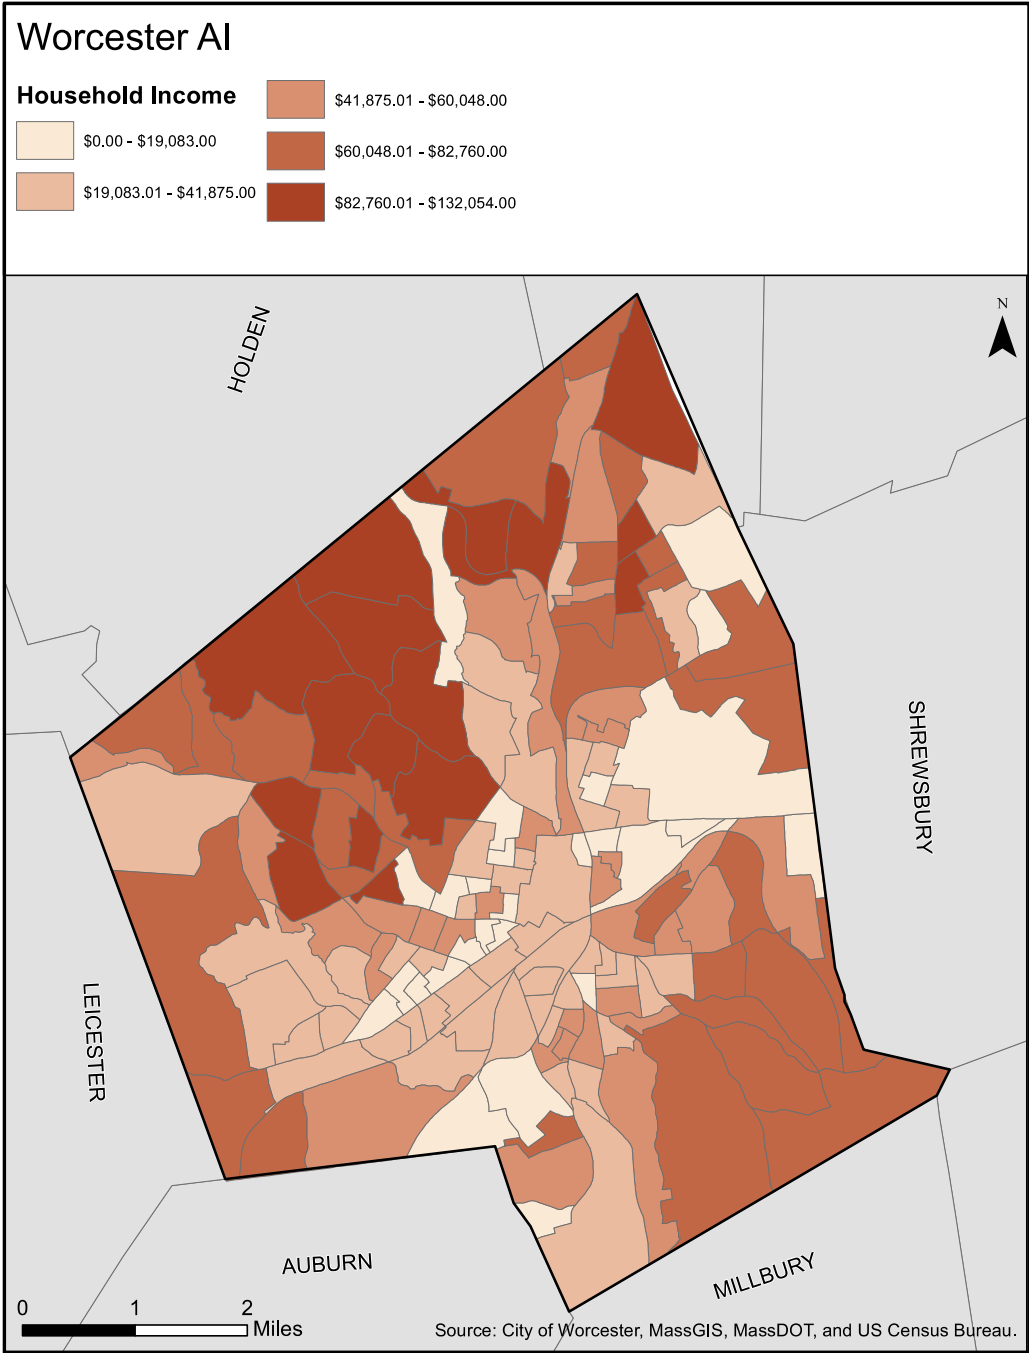 Worcester AI
Household Income
$0.00 - $19,083.00
$19,083.01 - $41,875.00
$41,875.01 - $60,048.00
$60,048.01 - $82,760.00
$82,760.01 - $132,054.00
HOLDEN
N
SHREWSBURY
LEICESTER
AUBURN
MILLBURY
0 1 2
Miles
Source: City of Worcester, MassGIS, MassDOT, and US Census Bureau.